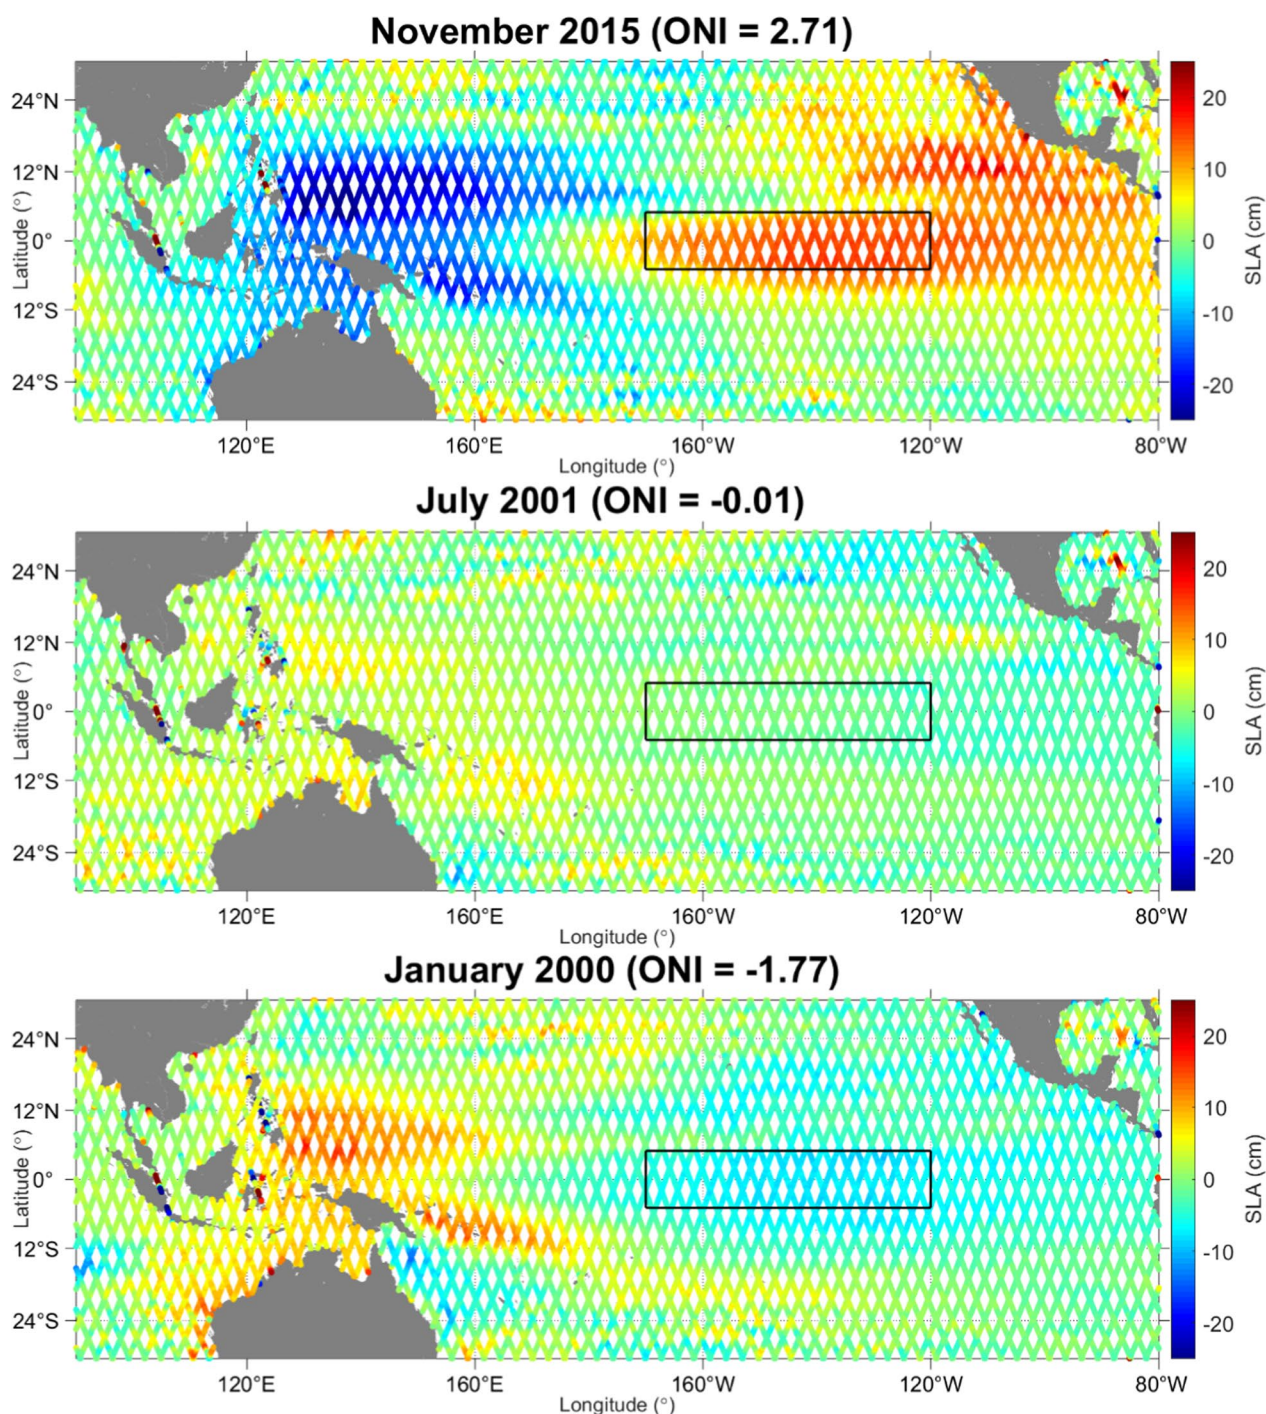 November 2015 (ONI = 2.71)
24°N
12°N
0°
12°S
24°S
Latitude (°)
120°E 160°E 160°W 120°W 80°W
Longitude (°)
20
10
0
-10
-20
SLA (cm)
July 2001 (ONI = -0.01)
24°N
12°N
0°
12°S
24°S
Latitude (°)
120°E 160°E 160°W 120°W 80°W
Longitude (°)
20
10
0
-10
-20
SLA (cm)
January 2000 (ONI = -1.77)
24°N
12°N
0°
12°S
24°S
Latitude (°)
120°E 160°E 160°W 120°W 80°W
Longitude (°)
20
10
0
-10
-20
SLA (cm)